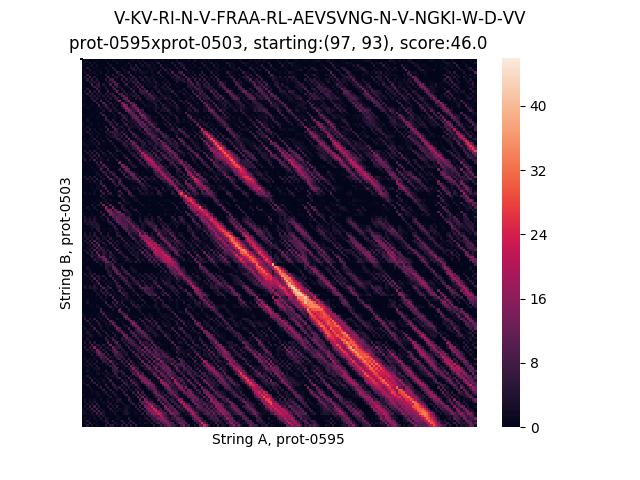 V-KV-RI-N-V-FRAA-RL-AEVSVNG-N-V-NGKI-W-D-VV
prot-0595xprot-0503, starting:(97, 93), score:46.0
String B, prot-0503
String A, prot-0595
40
32
24
16
8
0